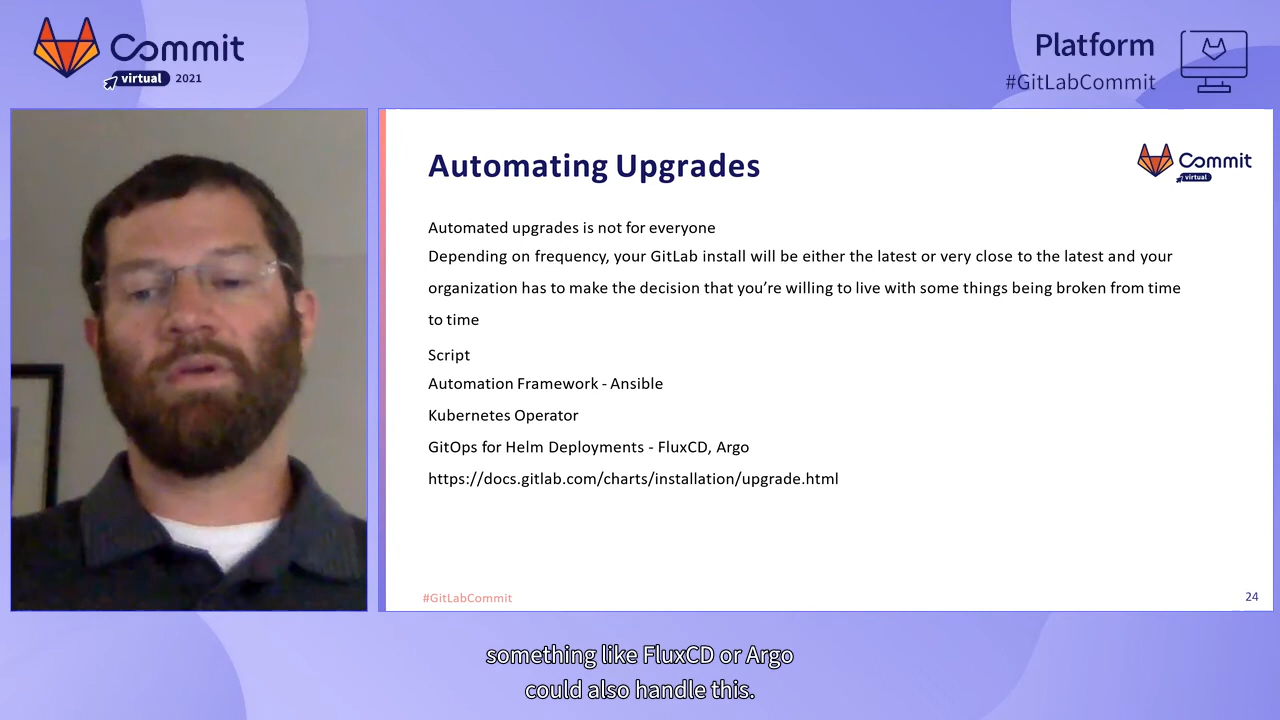 Commit
virtual 2021
Platform
#GitLabCommit
Automating Upgrades
Commit
virtual
Automated upgrades is not for everyone
Depending on frequency, your GitLab install will be either the latest or very close to the latest and your
organization has to make the decision that you’re willing to live with some things being broken from time
to time
Script
Automation Framework - Ansible
Kubernetes Operator
GitOps for Helm Deployments - FluxCD, Argo
https://docs.gitlab.com/charts/installation/upgrade.html
#GitLabCommit
24
something like FluxCD or Argo
could also handle this.